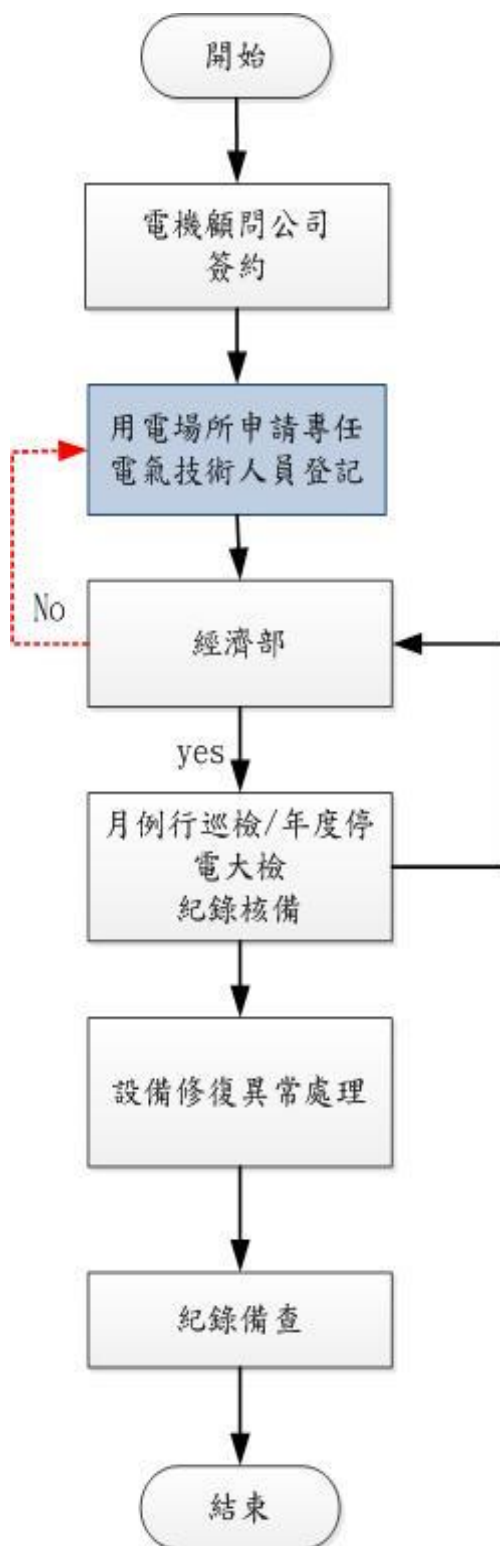 開始
電機顧問公司
簽約
用電場所申請專任
電氣技術人員登記
No
經濟部
yes
月例行巡檢/年度停
電大檢
紀錄核備
設備修復異常處理
紀錄備查
結束